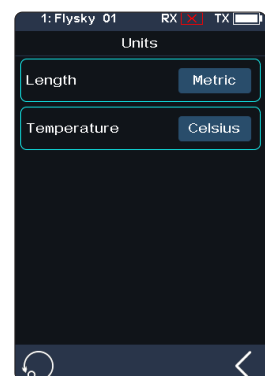 1: Flysky 01 RX TX
Units
Length Metric
Temperature Celsius